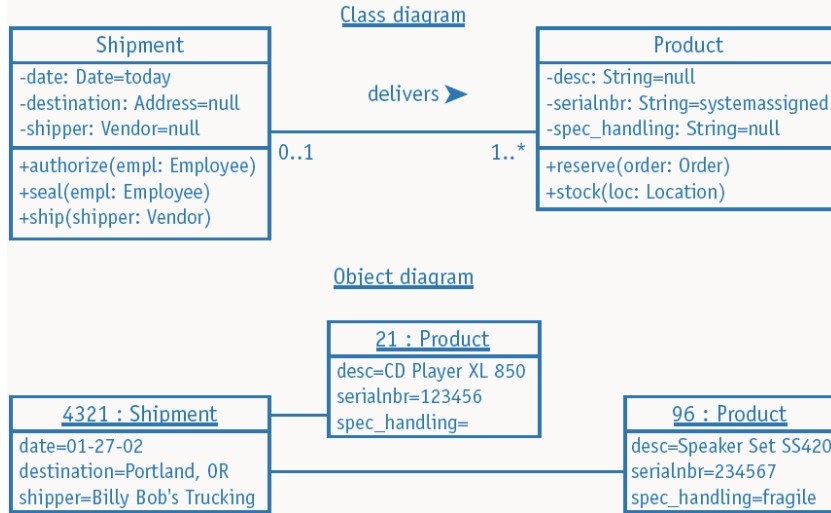 Class diagram
Shipment
-date: Date=today
-destination: Address=null
-shipper: Vendor=null
+authorize(empl: Employee)
+seal(empl: Employee)
+ship(shipper: Vendor)
delivers
0..1
1..*
Product
-desc: String=null
-serialnbr: String=systemassigned
-spec_handling: String=null
+reserve(order: Order)
+stock(loc: Location)
Object diagram
21 : Product
desc=CD Player XL 850
serialnbr=123456
spec_handling=
4321 : Shipment
date=01-27-02
destination=Portland, OR
shipper=Billy Bob's Trucking
96 : Product
desc=Speaker Set SS420
serialnbr=234567
spec_handling=fragile